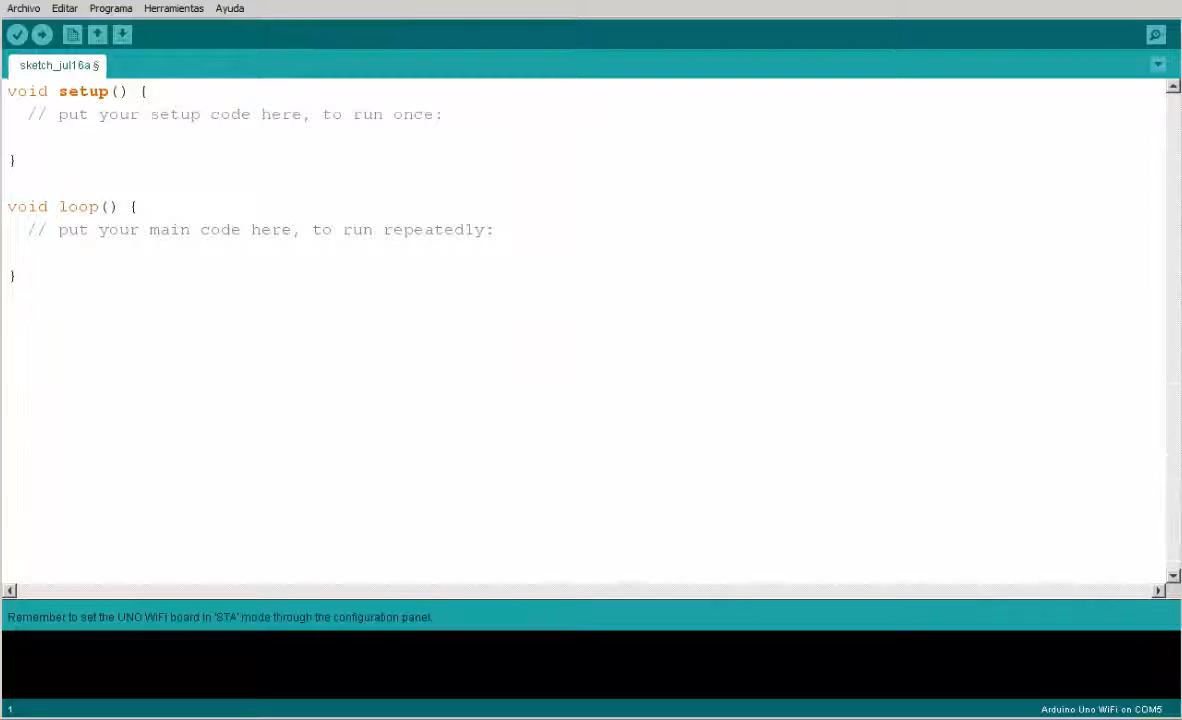 Archivo Editar Programa Herramientas Ayuda
sketch_jul16a §
void setup() {
  // put your setup code here, to run once:
}
void loop() {
  // put your main code here, to run repeatedly:
}
Remember to set the UNO WiFi board in 'STA' mode through the configuration panel.
1 Arduino Uno WiFi on COM5